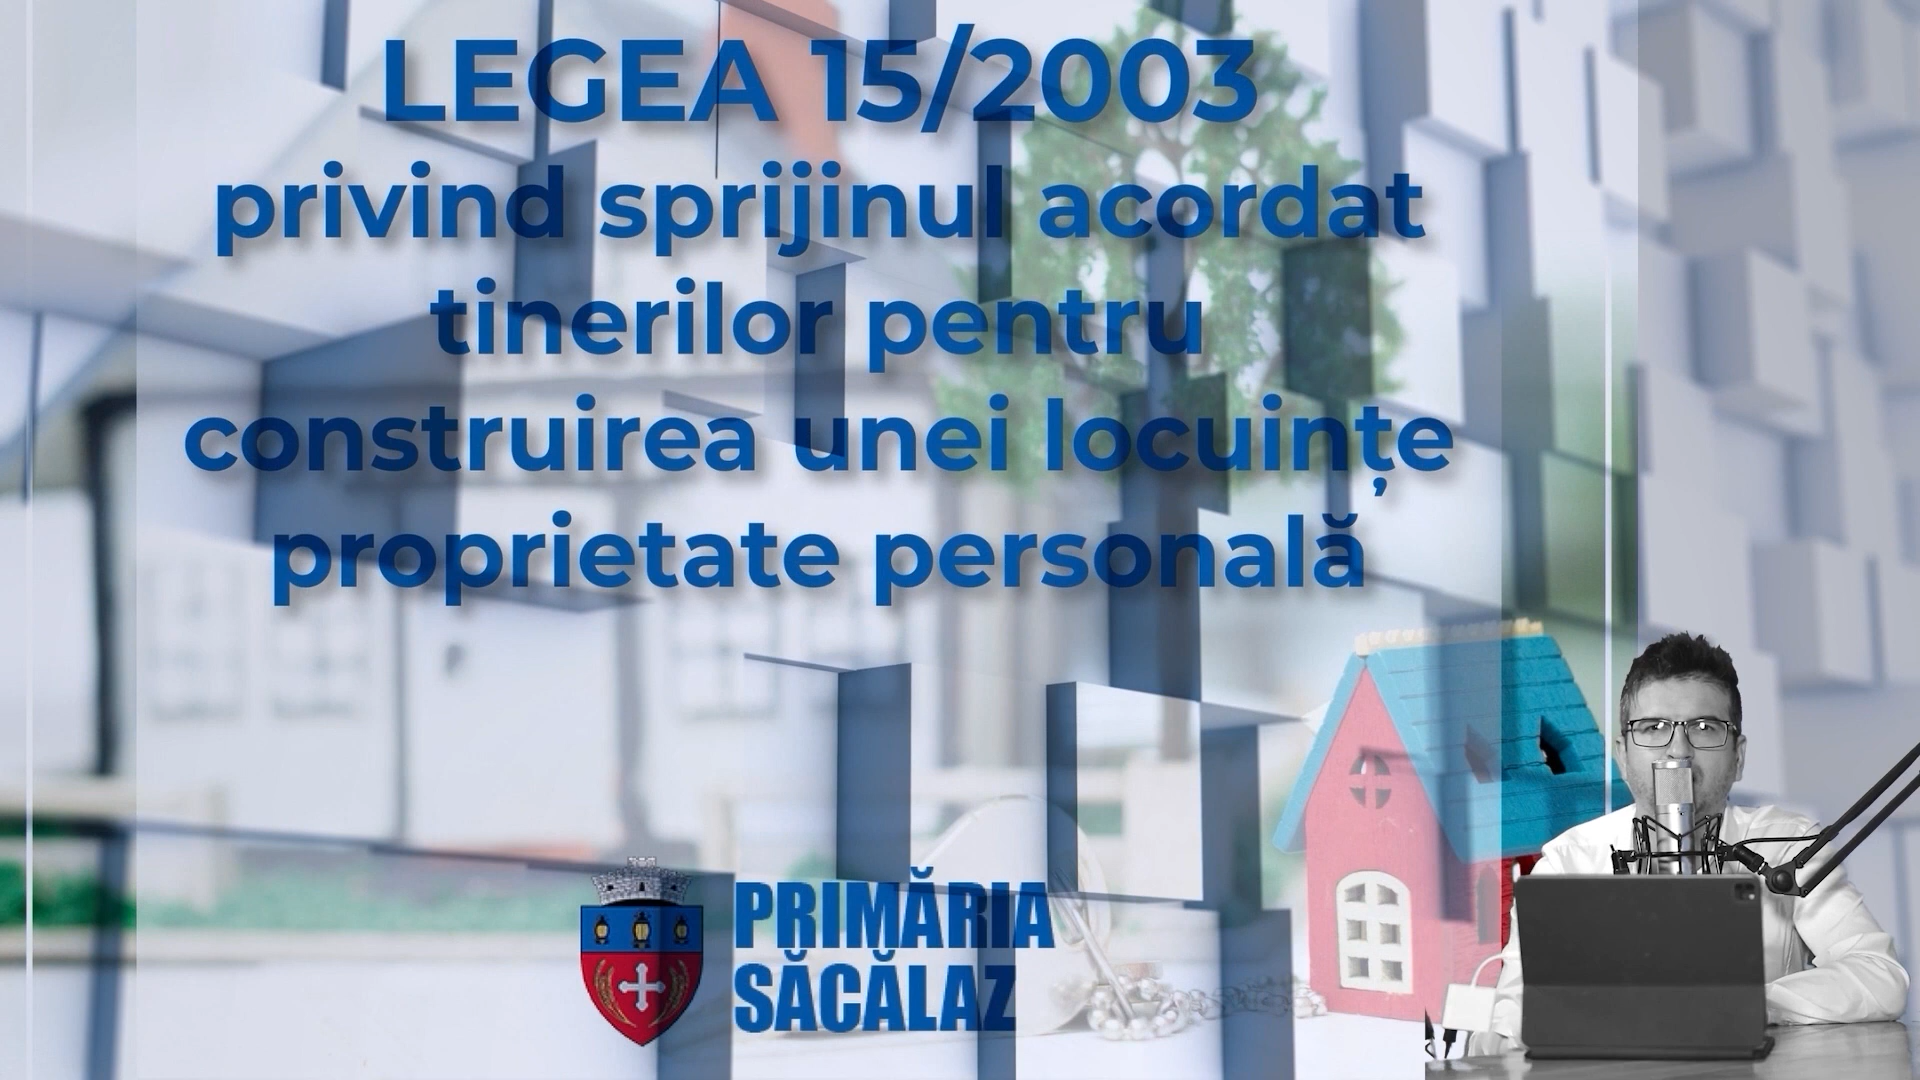 LEGEA 15/2003
privind sprijinul acordat
tinerilor pentru
construirea unei locuințe
proprietate personală
PRIMĂRIA
SĂCĂLAZ